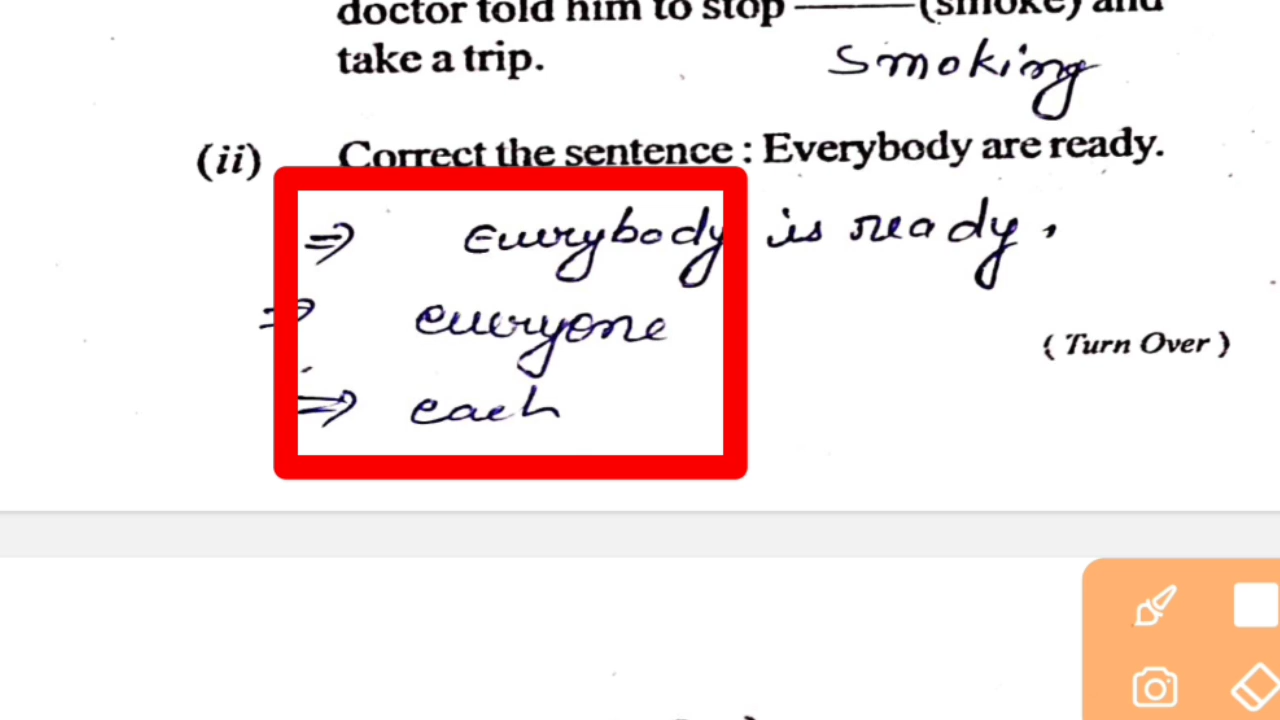 doctor told him to stop ——— (smoke) and
take a trip.
Smoking
(ii) Correct the sentence : Everybody are ready.
⇒ Everybody is ready.
⇒ everyone
( Turn Over )
⇒ each